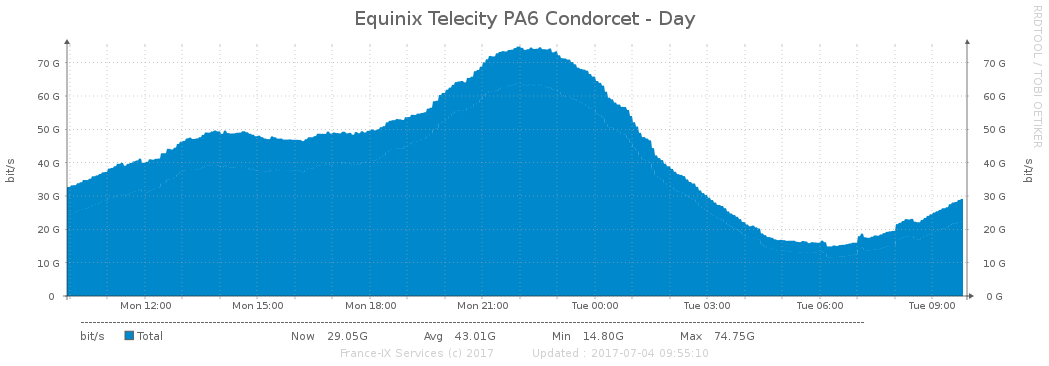 Equinix Telecity PA6 Condorcet - Day
RRDTOOL / TOBI OETIKER
bit/s
70 G
60 G
50 G
40 G
30 G
20 G
10 G
0
70 G
60 G
50 G
40 G
30 G
20 G
10 G
0 G
bit/s
Mon 12:00 Mon 15:00 Mon 18:00 Mon 21:00 Tue 00:00 Tue 03:00 Tue 06:00 Tue 09:00
bit/s Total Now 29.05G Avg 43.01G Min 14.80G Max 74.75G
France-IX Services (c) 2017 Updated : 2017-07-04 09:55:10